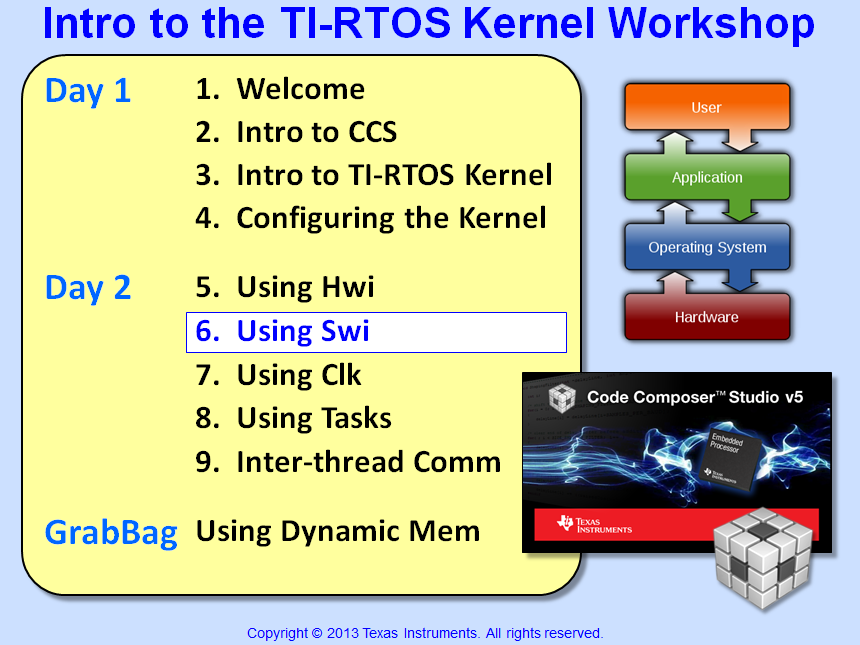 Intro to the TI-RTOS Kernel Workshop
Day 1
1. Welcome
2. Intro to CCS
3. Intro to TI-RTOS Kernel
4. Configuring the Kernel
Day 2
5. Using Hwi
6. Using Swi
7. Using Clk
8. Using Tasks
9. Inter-thread Comm
GrabBag Using Dynamic Mem
User
Application
Operating System
Hardware
Code Composer™ Studio v5
Embedded
Processor
TEXAS INSTRUMENTS
TEXAS
INSTRUMENTS
Copyright © 2013 Texas Instruments. All rights reserved.